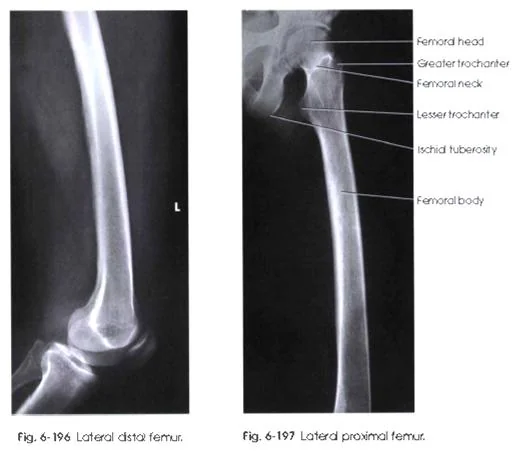 Femoral head
Greater trochanter
Femoral neck
Lesser trochanter
Ischial tuberosity
Femoral body
L
Fig. 6-196 Lateral distal femur.
Fig. 6-197 Lateral proximal femur.